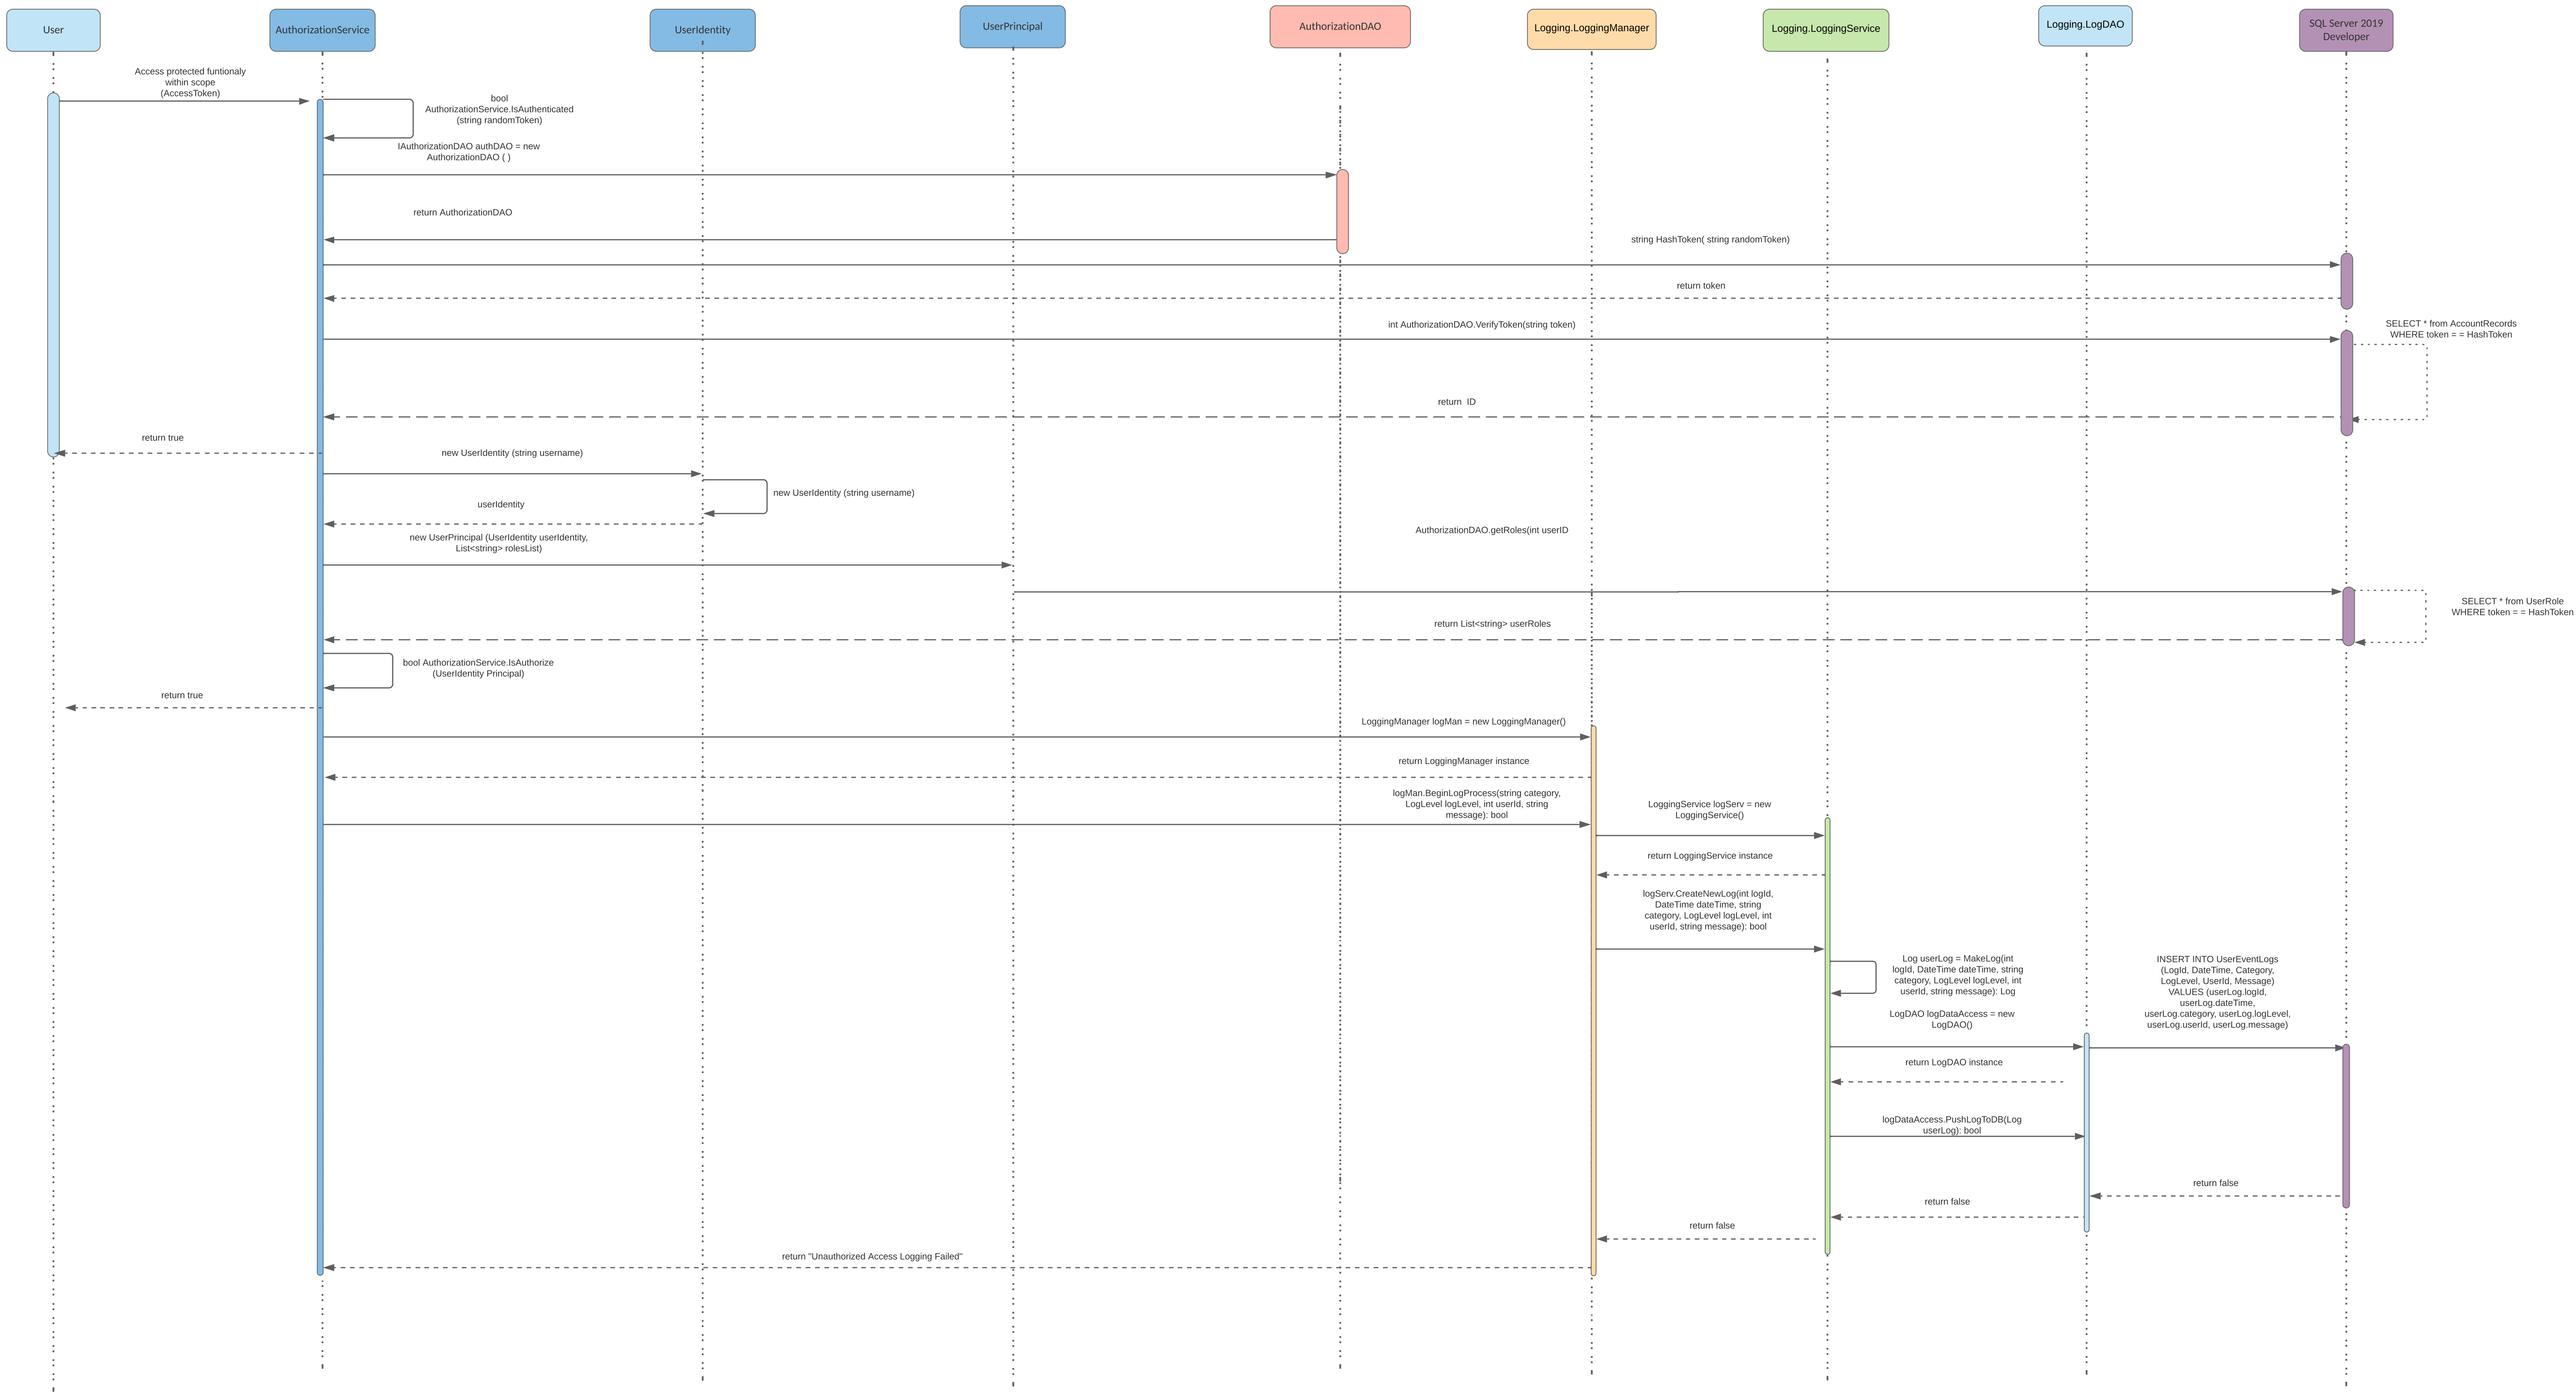 User
AuthorizationService
UserIdentity
UserPrincipal
AuthorizationDAO
Logging.LoggingManager
Logging.LoggingService
Logging.LogDAO
SQL Server 2019
Developer
Access protected funtionaly
within scope
(AccessToken)
bool
AuthorizationService.IsAuthenticated
(string randomToken)
IAuthorizationDAO authDAO = new
AuthorizationDAO ( )
return AuthorizationDAO
string HashToken( string randomToken)
return token
int AuthorizationDAO.VerifyToken(string token)
SELECT * from AccountRecords
WHERE token = = HashToken
return  ID
return true
new UserIdentity (string username)
new UserIdentity (string username)
userIdentity
AuthorizationDAO.getRoles(int userID
new UserPrincipal (UserIdentity userIdentity,
List<string> rolesList)
SELECT * from UserRole
WHERE token = = HashToken
return List<string> userRoles
bool AuthorizationService.IsAuthorize
(UserIdentity Principal)
return true
LoggingManager logMan = new LoggingManager()
return LoggingManager instance
logMan.BeginLogProcess(string category,
LogLevel logLevel, int userId, string
message): bool
LoggingService logServ = new
LoggingService()
return LoggingService instance
logServ.CreateNewLog(int logId,
DateTime dateTime, string
category, LogLevel logLevel, int
userId, string message): bool
Log userLog = MakeLog(int
logId, DateTime dateTime, string
category, LogLevel logLevel, int
userId, string message): Log
INSERT INTO UserEventLogs
(LogId, DateTime, Category,
LogLevel, UserId, Message)
VALUES (userLog.logId,
userLog.dateTime,
userLog.category, userLog.logLevel,
userLog.userId, userLog.message)
LogDAO logDataAccess = new
LogDAO()
return LogDAO instance
logDataAccess.PushLogToDB(Log
userLog): bool
return false
return false
return false
return "Unauthorized Access Logging Failed"